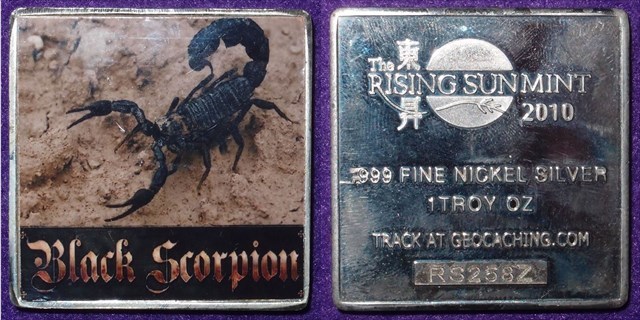 Black Scorpion
The
東
昇
RISING SUN MINT
2010
.999 FINE NICKEL SILVER
1 TROY OZ
TRACK AT GEOCACHING.COM
RS258Z